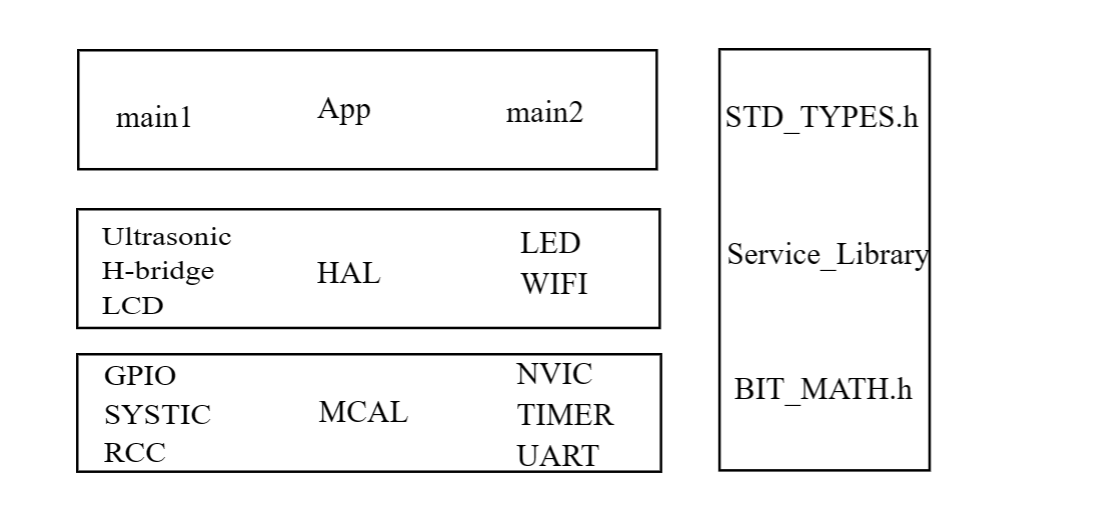 main1
App
main2
Ultrasonic
H-bridge
LCD
HAL
LED
WIFI
GPIO
SYSTIC
RCC
MCAL
NVIC
TIMER
UART
STD_TYPES.h
Service_Library
BIT_MATH.h